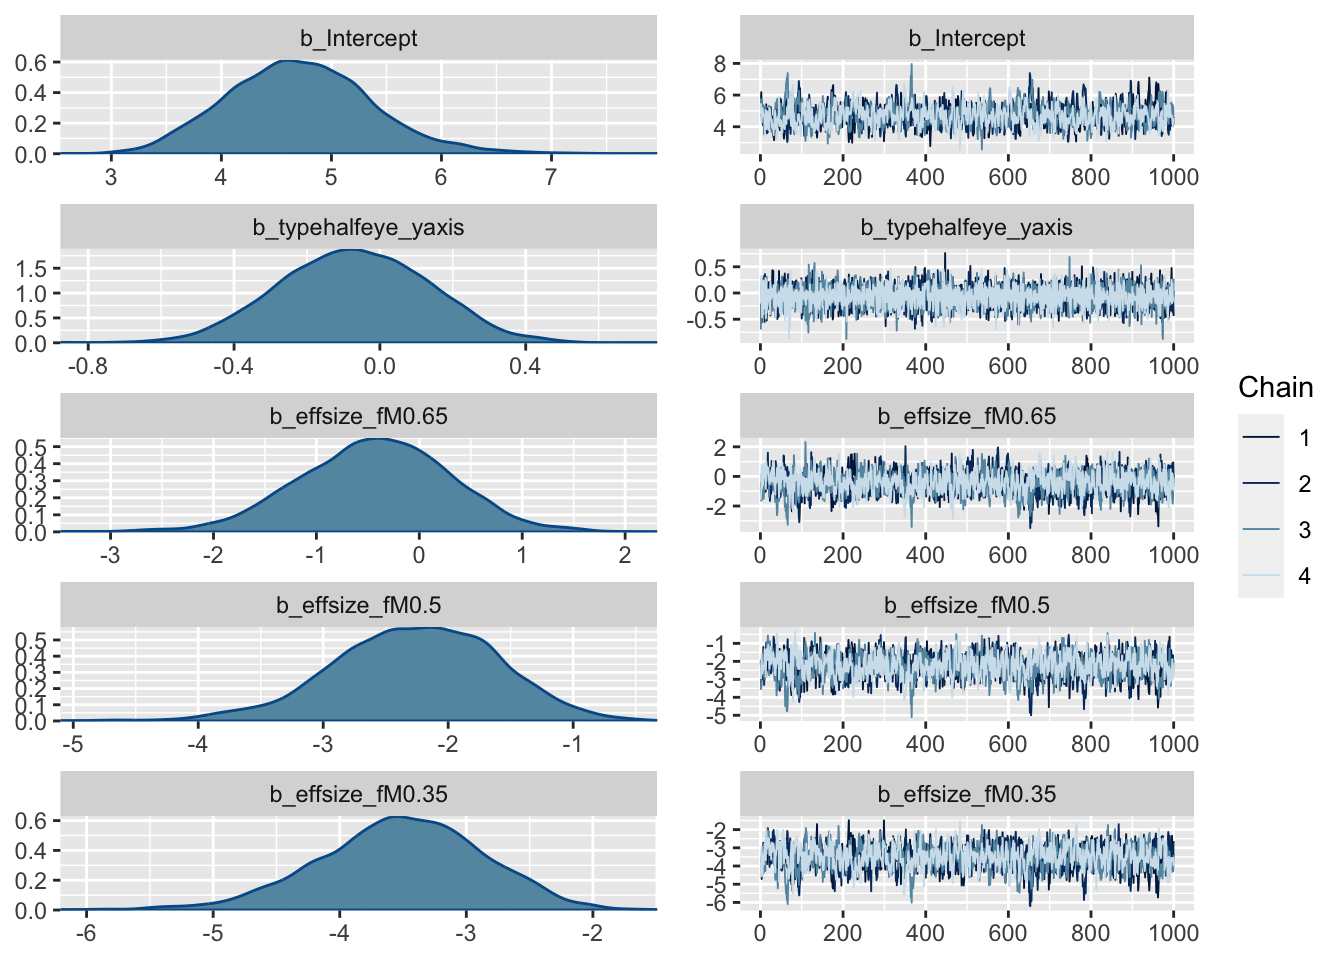 b_Intercept
0.6
0.4
0.2
0.0
3 4 5 6 7
b_Intercept
8
6
4
0 200 400 600 800 1000
b_typehalfeye_yaxis
1.5
1.0
0.5
0.0
-0.8 -0.4 0.0 0.4
b_typehalfeye_yaxis
0.5
0.0
-0.5
0 200 400 600 800 1000
b_effsize_fM0.65
0.5
0.4
0.3
0.2
0.1
0.0
-3 -2 -1 0 1 2
b_effsize_fM0.65
2
0
-2
0 200 400 600 800 1000
b_effsize_fM0.5
0.5
0.4
0.3
0.2
0.1
0.0
-5 -4 -3 -2 -1
b_effsize_fM0.5
-1
-2
-3
-4
-5
0 200 400 600 800 1000
b_effsize_fM0.35
0.6
0.4
0.2
0.0
-6 -5 -4 -3 -2
b_effsize_fM0.35
-2
-3
-4
-5
-6
0 200 400 600 800 1000
Chain
1
2
3
4